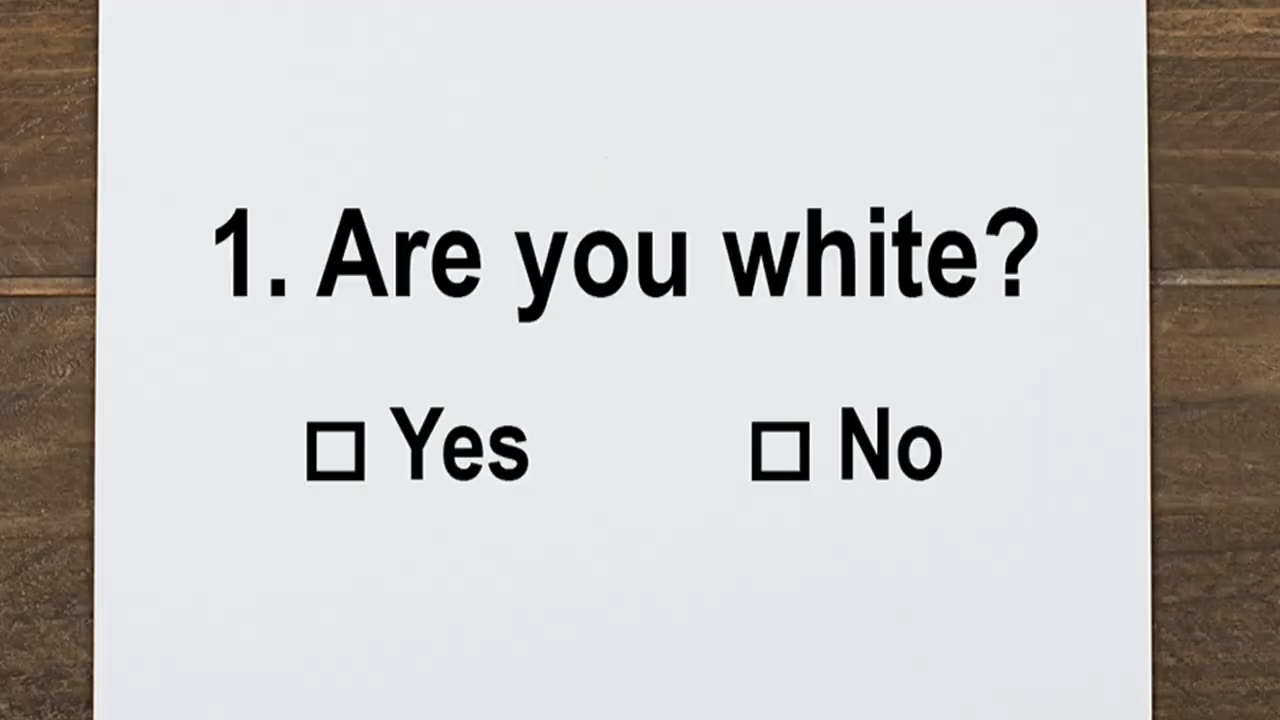 1. Are you white?
☐ Yes ☐ No